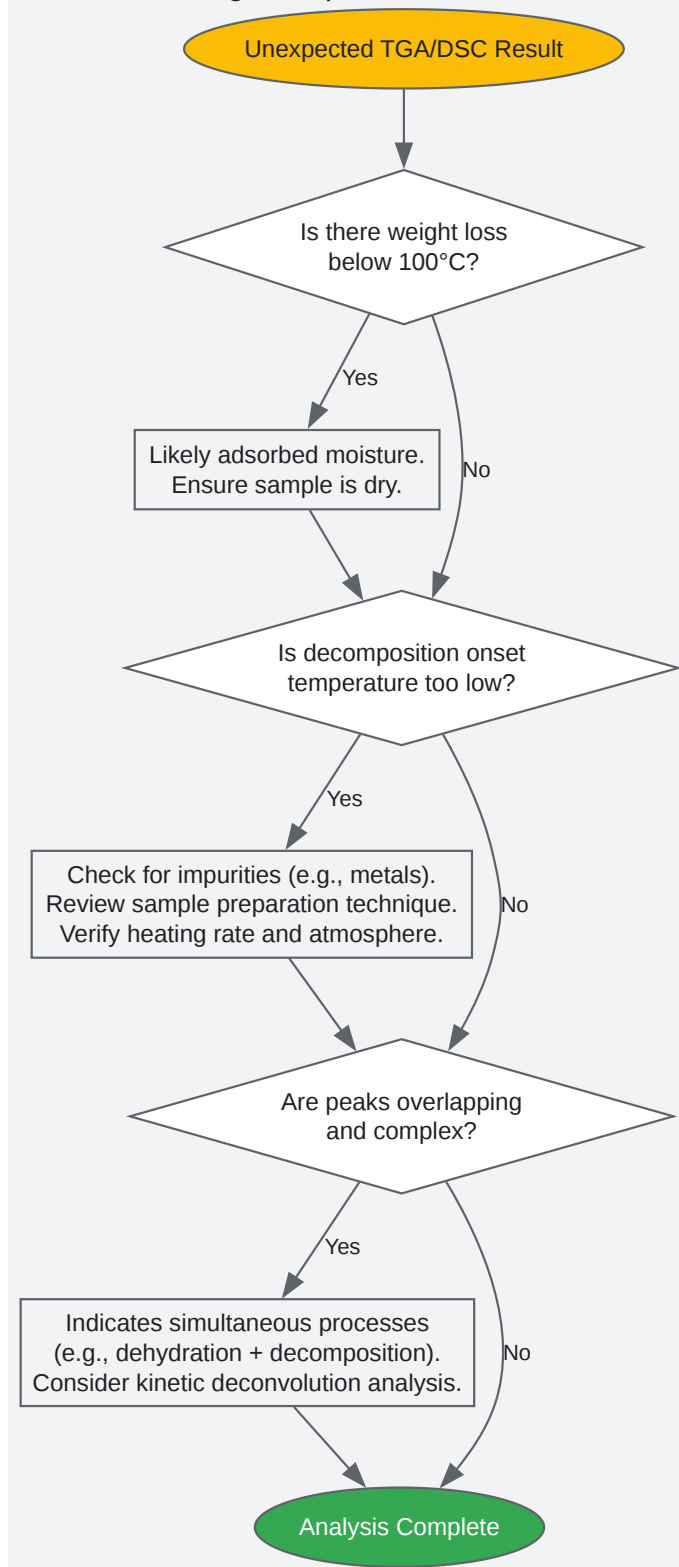 Unexpected TGA/DSC Result
Is there weight loss
below 100°C?
Yes
Likely adsorbed moisture.
Ensure sample is dry.
No
Is decomposition onset
temperature too low?
Yes
Check for impurities (e.g., metals).
Review sample preparation technique.
Verify heating rate and atmosphere.
No
Are peaks overlapping
and complex?
Yes
Indicates simultaneous processes
(e.g., dehydration + decomposition).
Consider kinetic deconvolution analysis.
No
Analysis Complete